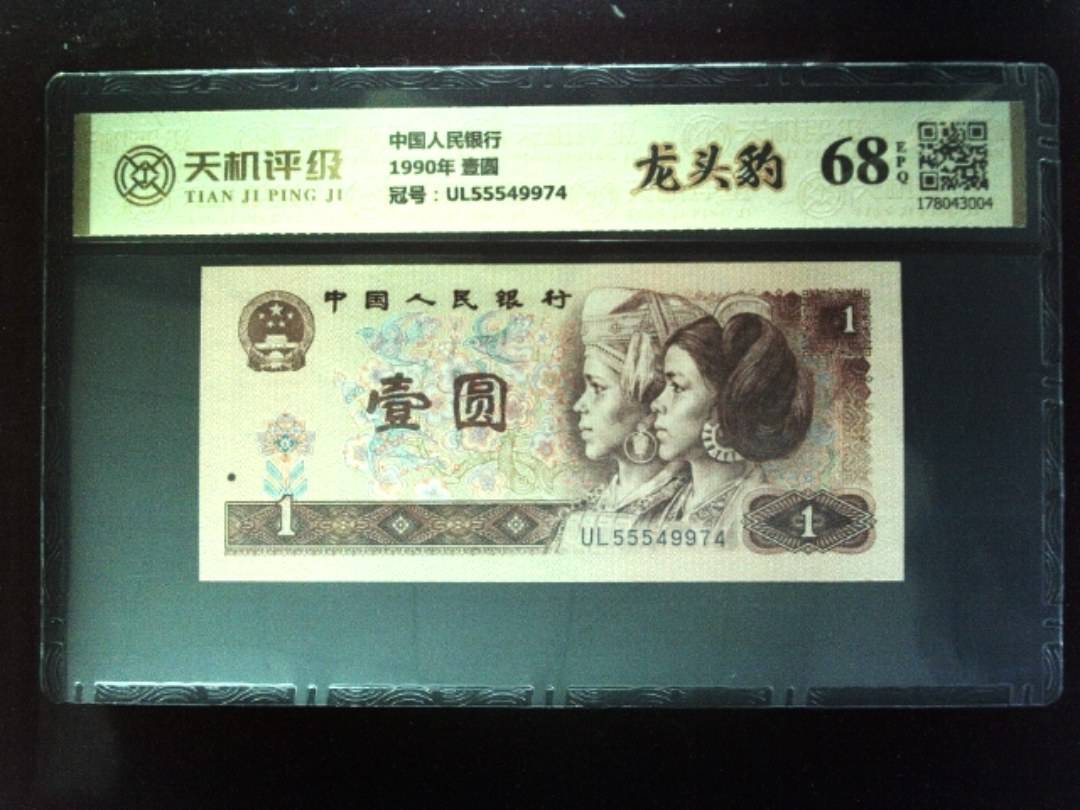 天机评级
TIAN JI PING JI
中国人民银行
1990年 壹圆
冠号：UL55549974
龙头豹
68
EPQ
178043004
中国人民银行
1
壹圆
1
UL55549974
1